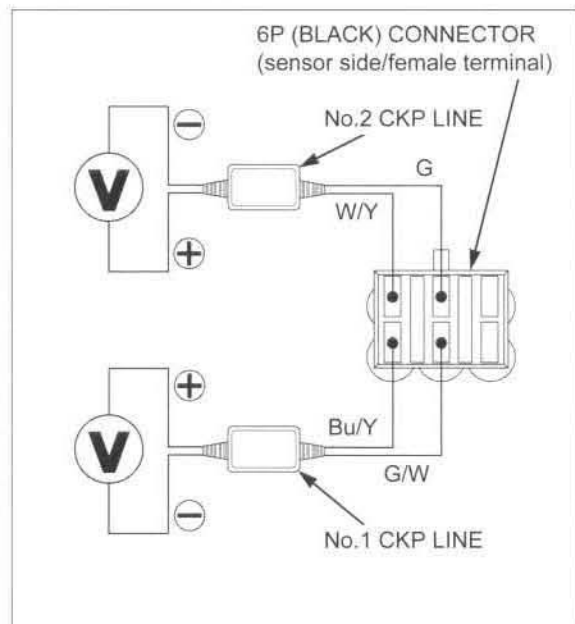 6P (BLACK) CONNECTOR
(sensor side/female terminal)
No.2 CKP LINE
−
G
V
W/Y
+
+
V
Bu/Y
G/W
−
No.1 CKP LINE